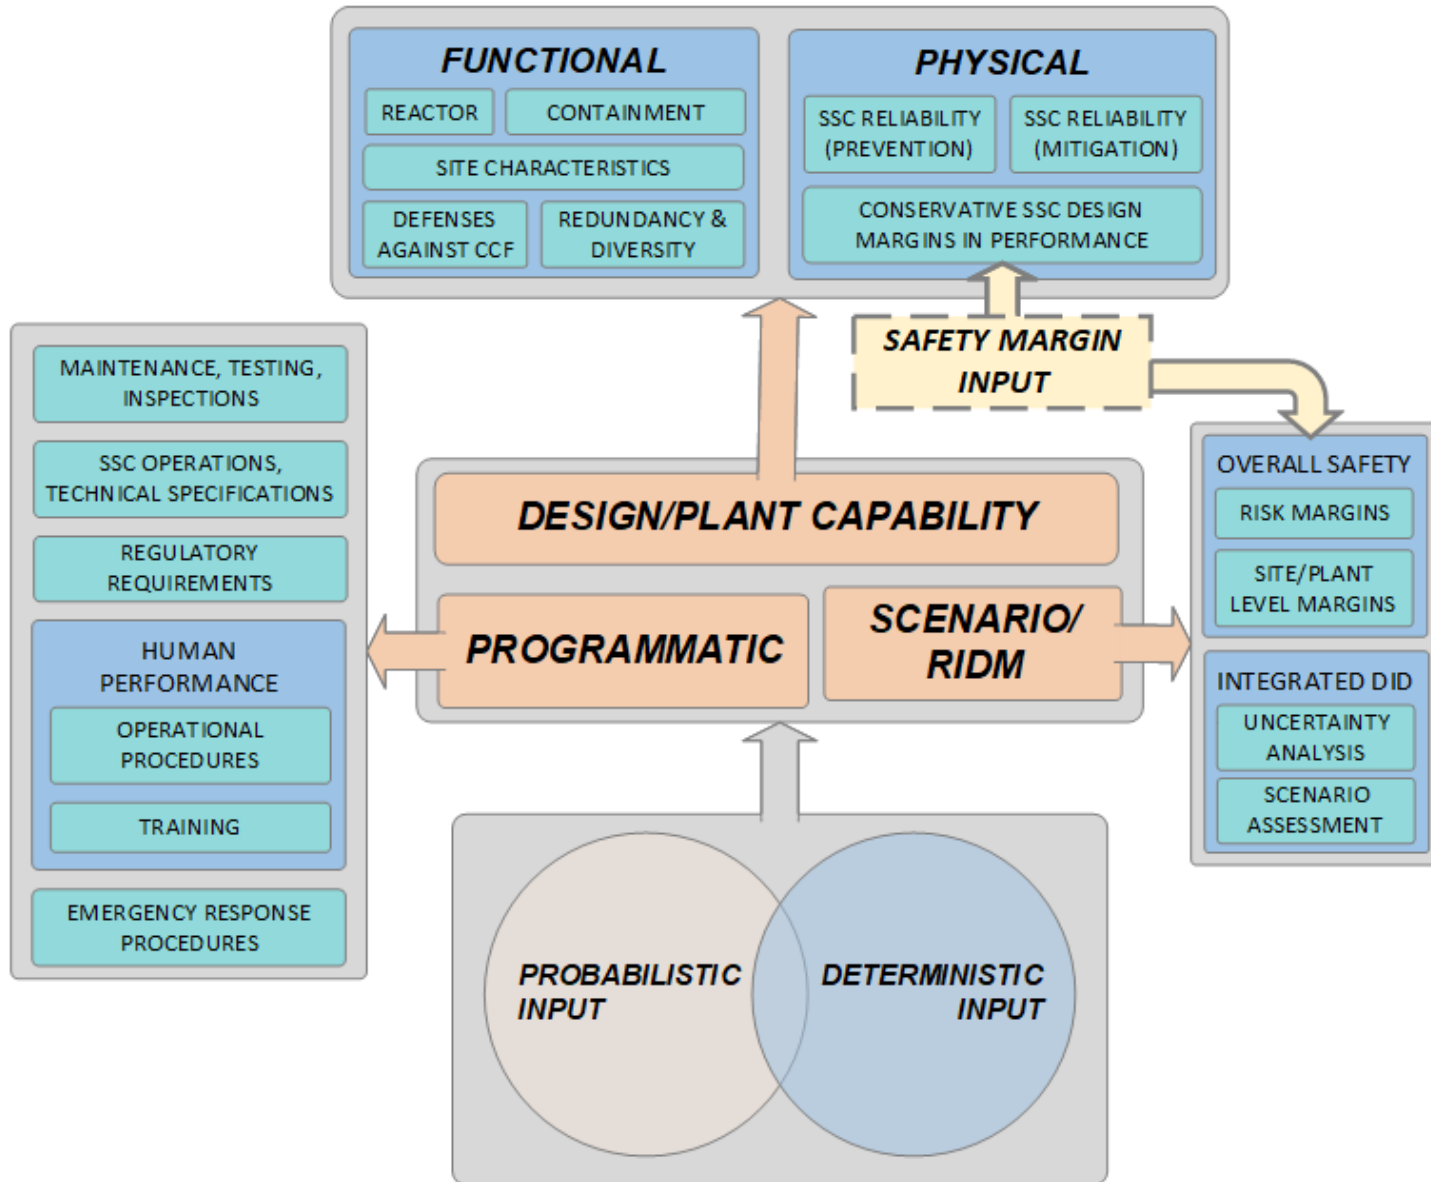 FUNCTIONAL
REACTOR
CONTAINMENT
SITE CHARACTERISTICS
DEFENSES
AGAINST CCF
REDUNDANCY &
DIVERSITY
PHYSICAL
SSC RELIABILITY
(PREVENTION)
SSC RELIABILITY
(MITIGATION)
CONSERVATIVE SSC DESIGN
MARGINS IN PERFORMANCE
SAFETY MARGIN
INPUT
MAINTENANCE, TESTING,
INSPECTIONS
SSC OPERATIONS,
TECHNICAL SPECIFICATIONS
REGULATORY
REQUIREMENTS
HUMAN
PERFORMANCE
OPERATIONAL
PROCEDURES
TRAINING
EMERGENCY RESPONSE
PROCEDURES
DESIGN/PLANT CAPABILITY
PROGRAMMATIC
SCENARIO/
RIDM
OVERALL SAFETY
RISK MARGINS
SITE/PLANT
LEVEL MARGINS
INTEGRATED DID
UNCERTAINTY
ANALYSIS
SCENARIO
ASSESSMENT
PROBABILISTIC
INPUT
DETERMINISTIC
INPUT